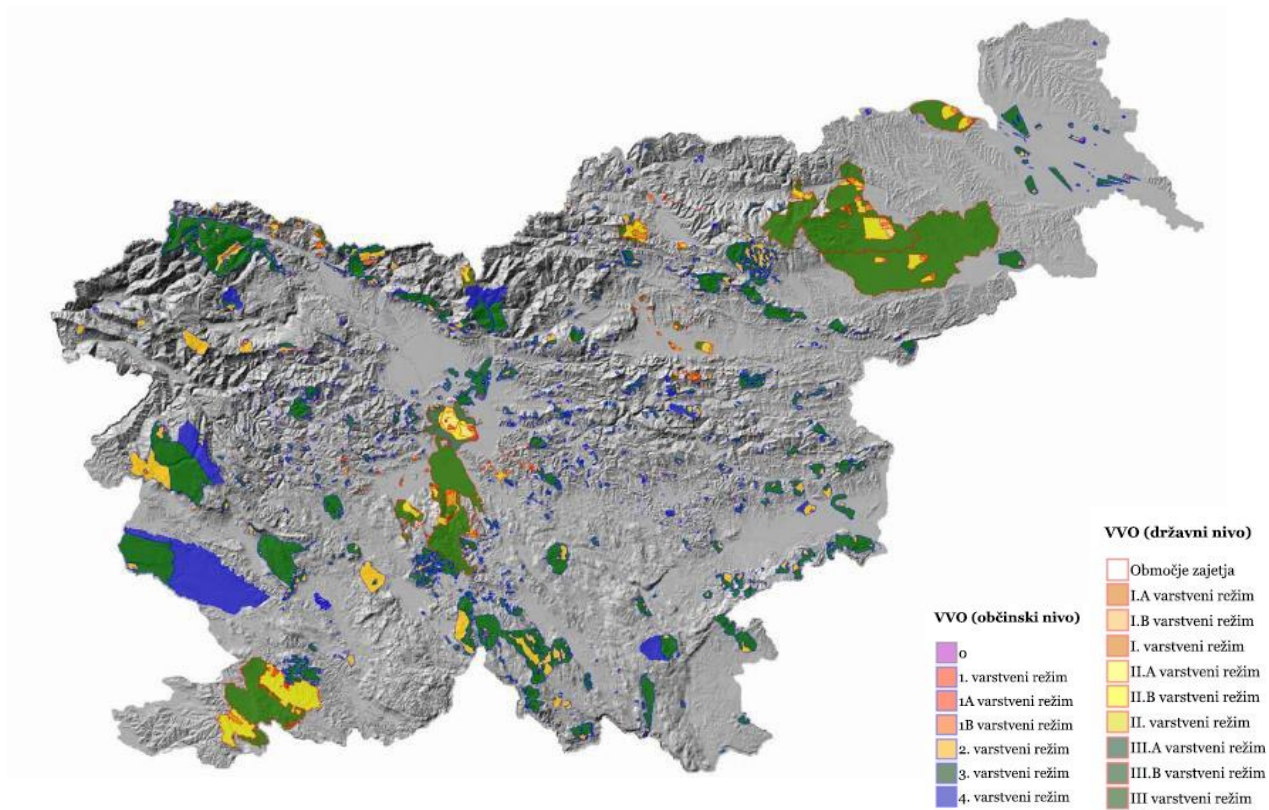 VVO (občinski nivo)
0
1. varstveni režim
1A varstveni režim
1B varstveni režim
2. varstveni režim
3. varstveni režim
4. varstveni režim
VVO (državni nivo)
Območje zajetja
I.A varstveni režim
I.B varstveni režim
I. varstveni režim
II.A varstveni režim
II.B varstveni režim
II. varstveni režim
III.A varstveni režim
III.B varstveni režim
III varstveni režim